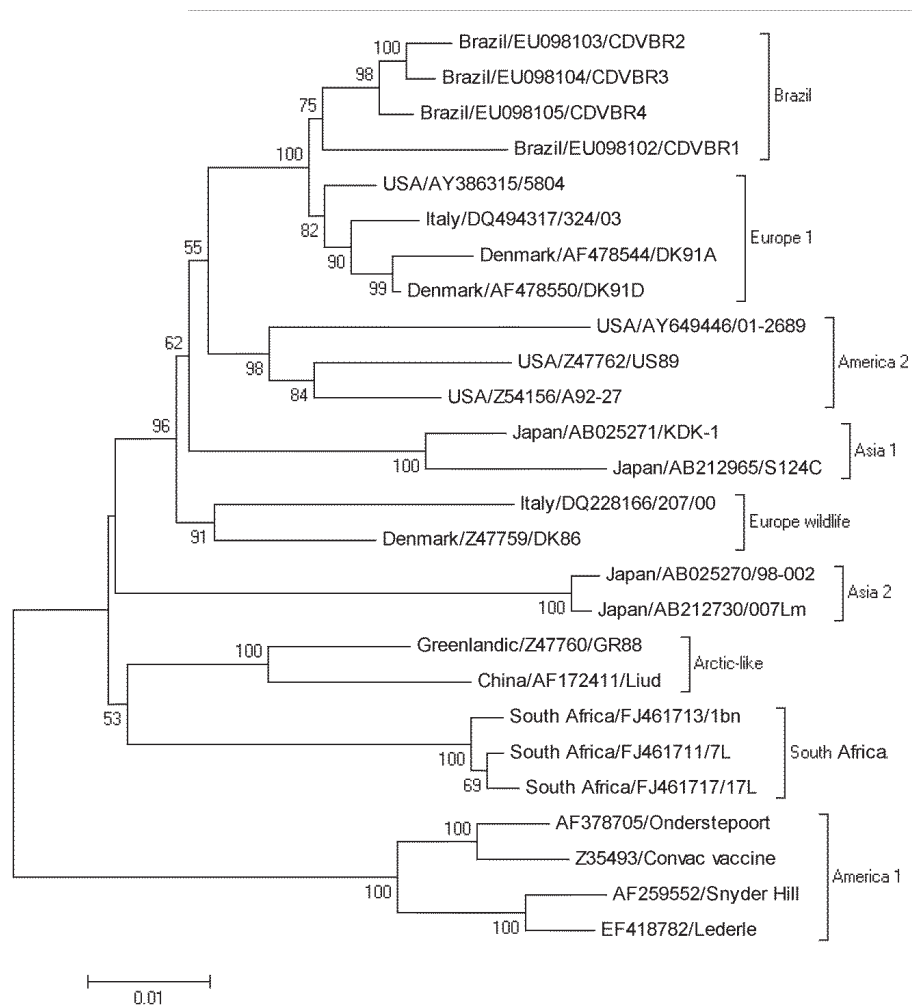 100 Brazil/EU098103/CDVBR2
98 Brazil/EU098104/CDVBR3
Brazil
75 Brazil/EU098105/CDVBR4
100 Brazil/EU098102/CDVBR1
USA/AY386315/5804
82 Italy/DQ494317/324/03
Europe 1
55 90 Denmark/AF478544/DK91A
99 Denmark/AF478550/DK91D
USA/AY649446/01-2689
62 98 USA/Z47762/US89
America 2
84 USA/Z54156/A92-27
96 Japan/AB025271/KDK-1
Asia 1
100 Japan/AB212965/S124C
Italy/DQ228166/207/00
Europe wildlife
91 Denmark/Z47759/DK86
Japan/AB025270/98-002
Asia 2
100 Japan/AB212730/007Lm
100 Greenlandic/Z47760/GR88
Arctic-like
China/AF172411/Liud
53 South Africa/FJ461713/1bn
100 South Africa/FJ461711/7L
South Africa
69 South Africa/FJ461717/17L
100 AF378705/Onderstepoort
Z35493/Convac vaccine
America 1
100 AF259552/Snyder Hill
100 EF418782/Lederle
0.01